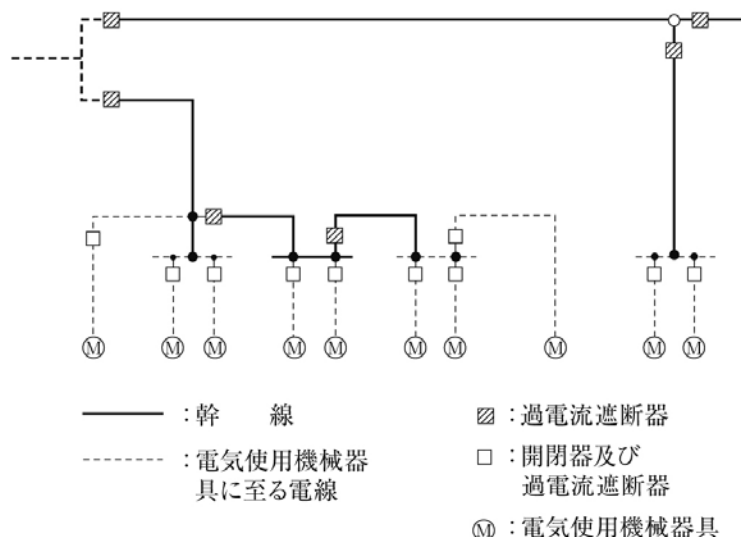 Ⓜ Ⓜ Ⓜ Ⓜ Ⓜ Ⓜ Ⓜ Ⓜ Ⓜ Ⓜ
：幹　　線
：電気使用機械器
具に至る電線
：過電流遮断器
：開閉器及び
過電流遮断器
Ⓜ：電気使用機械器具